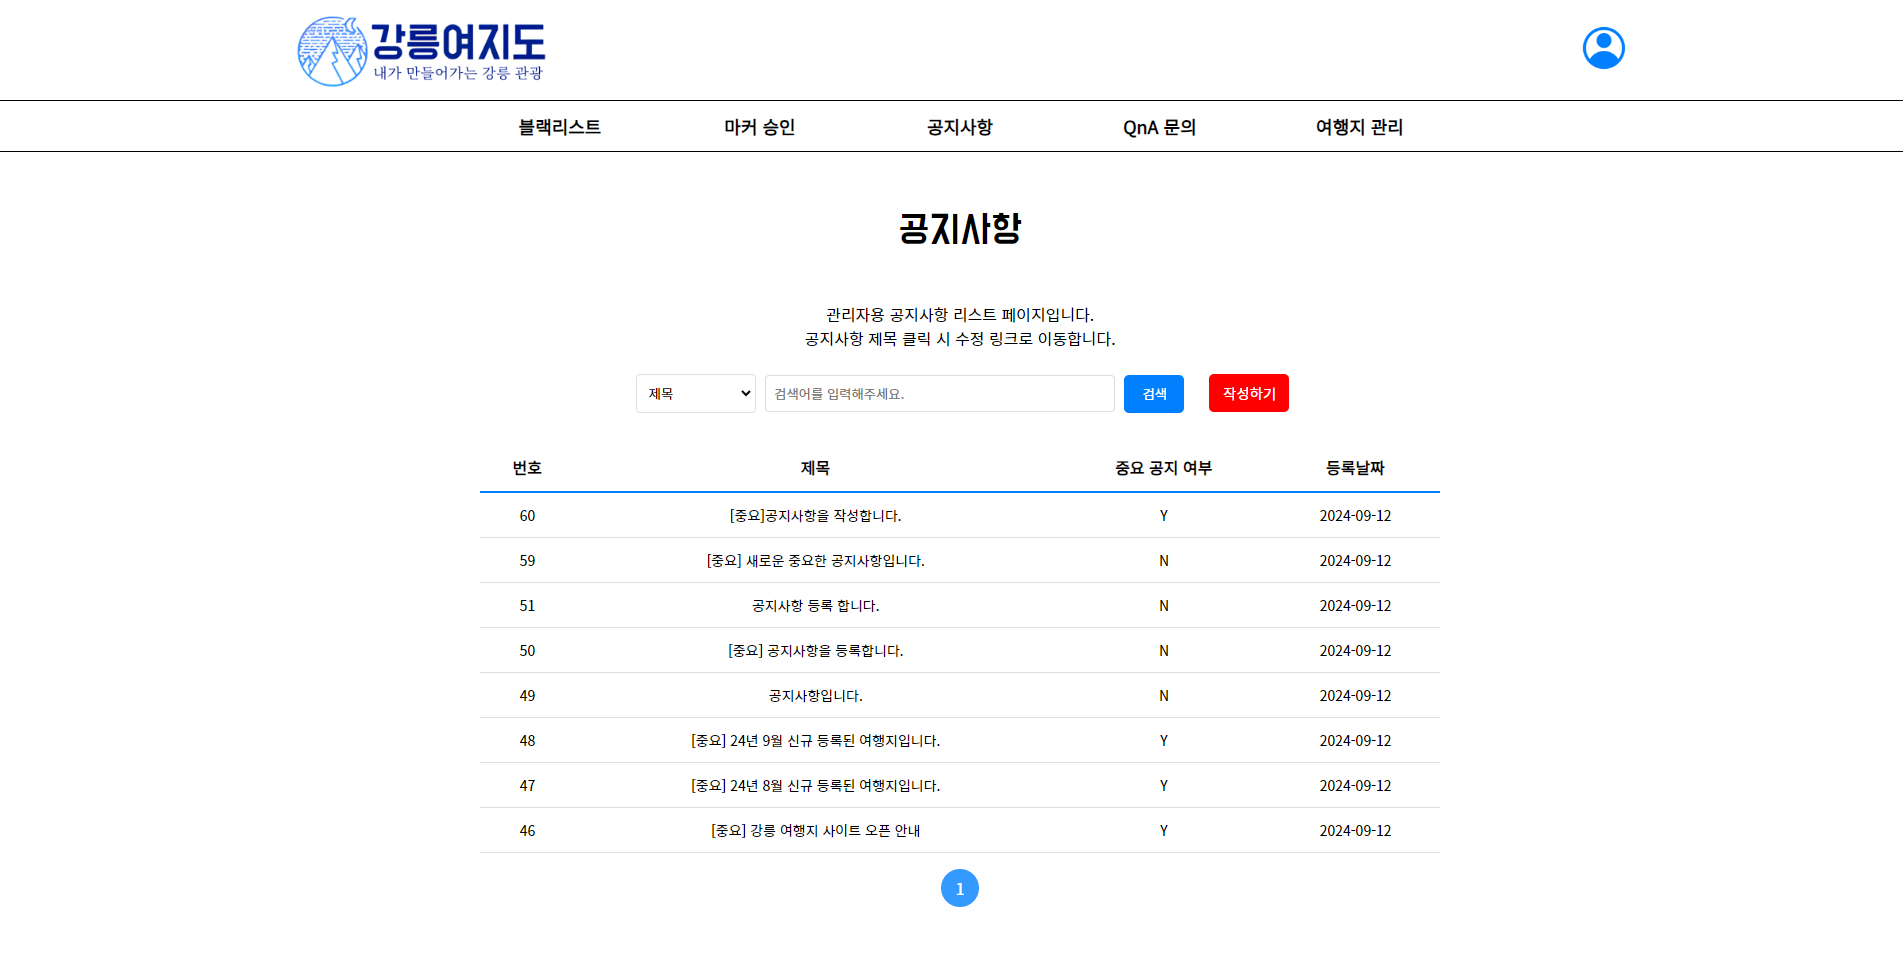 강릉여지도
내가 만들어가는 강릉 관광
블랙리스트 마커 승인 공지사항 QnA 문의 여행지 관리
공지사항
관리자용 공지사항 리스트 페이지입니다.
공지사항 제목 클릭 시 수정 링크로 이동합니다.
제목 검색어를 입력해주세요. 검색 작성하기
번호 제목 중요 공지 여부 등록날짜
60 [중요]공지사항을 작성합니다. Y 2024-09-12
59 [중요] 새로운 중요한 공지사항입니다. N 2024-09-12
51 공지사항 등록 합니다. N 2024-09-12
50 [중요] 공지사항을 등록합니다. N 2024-09-12
49 공지사항입니다. N 2024-09-12
48 [중요] 24년 9월 신규 등록된 여행지입니다. Y 2024-09-12
47 [중요] 24년 8월 신규 등록된 여행지입니다. Y 2024-09-12
46 [중요] 강릉 여행지 사이트 오픈 안내 Y 2024-09-12
1